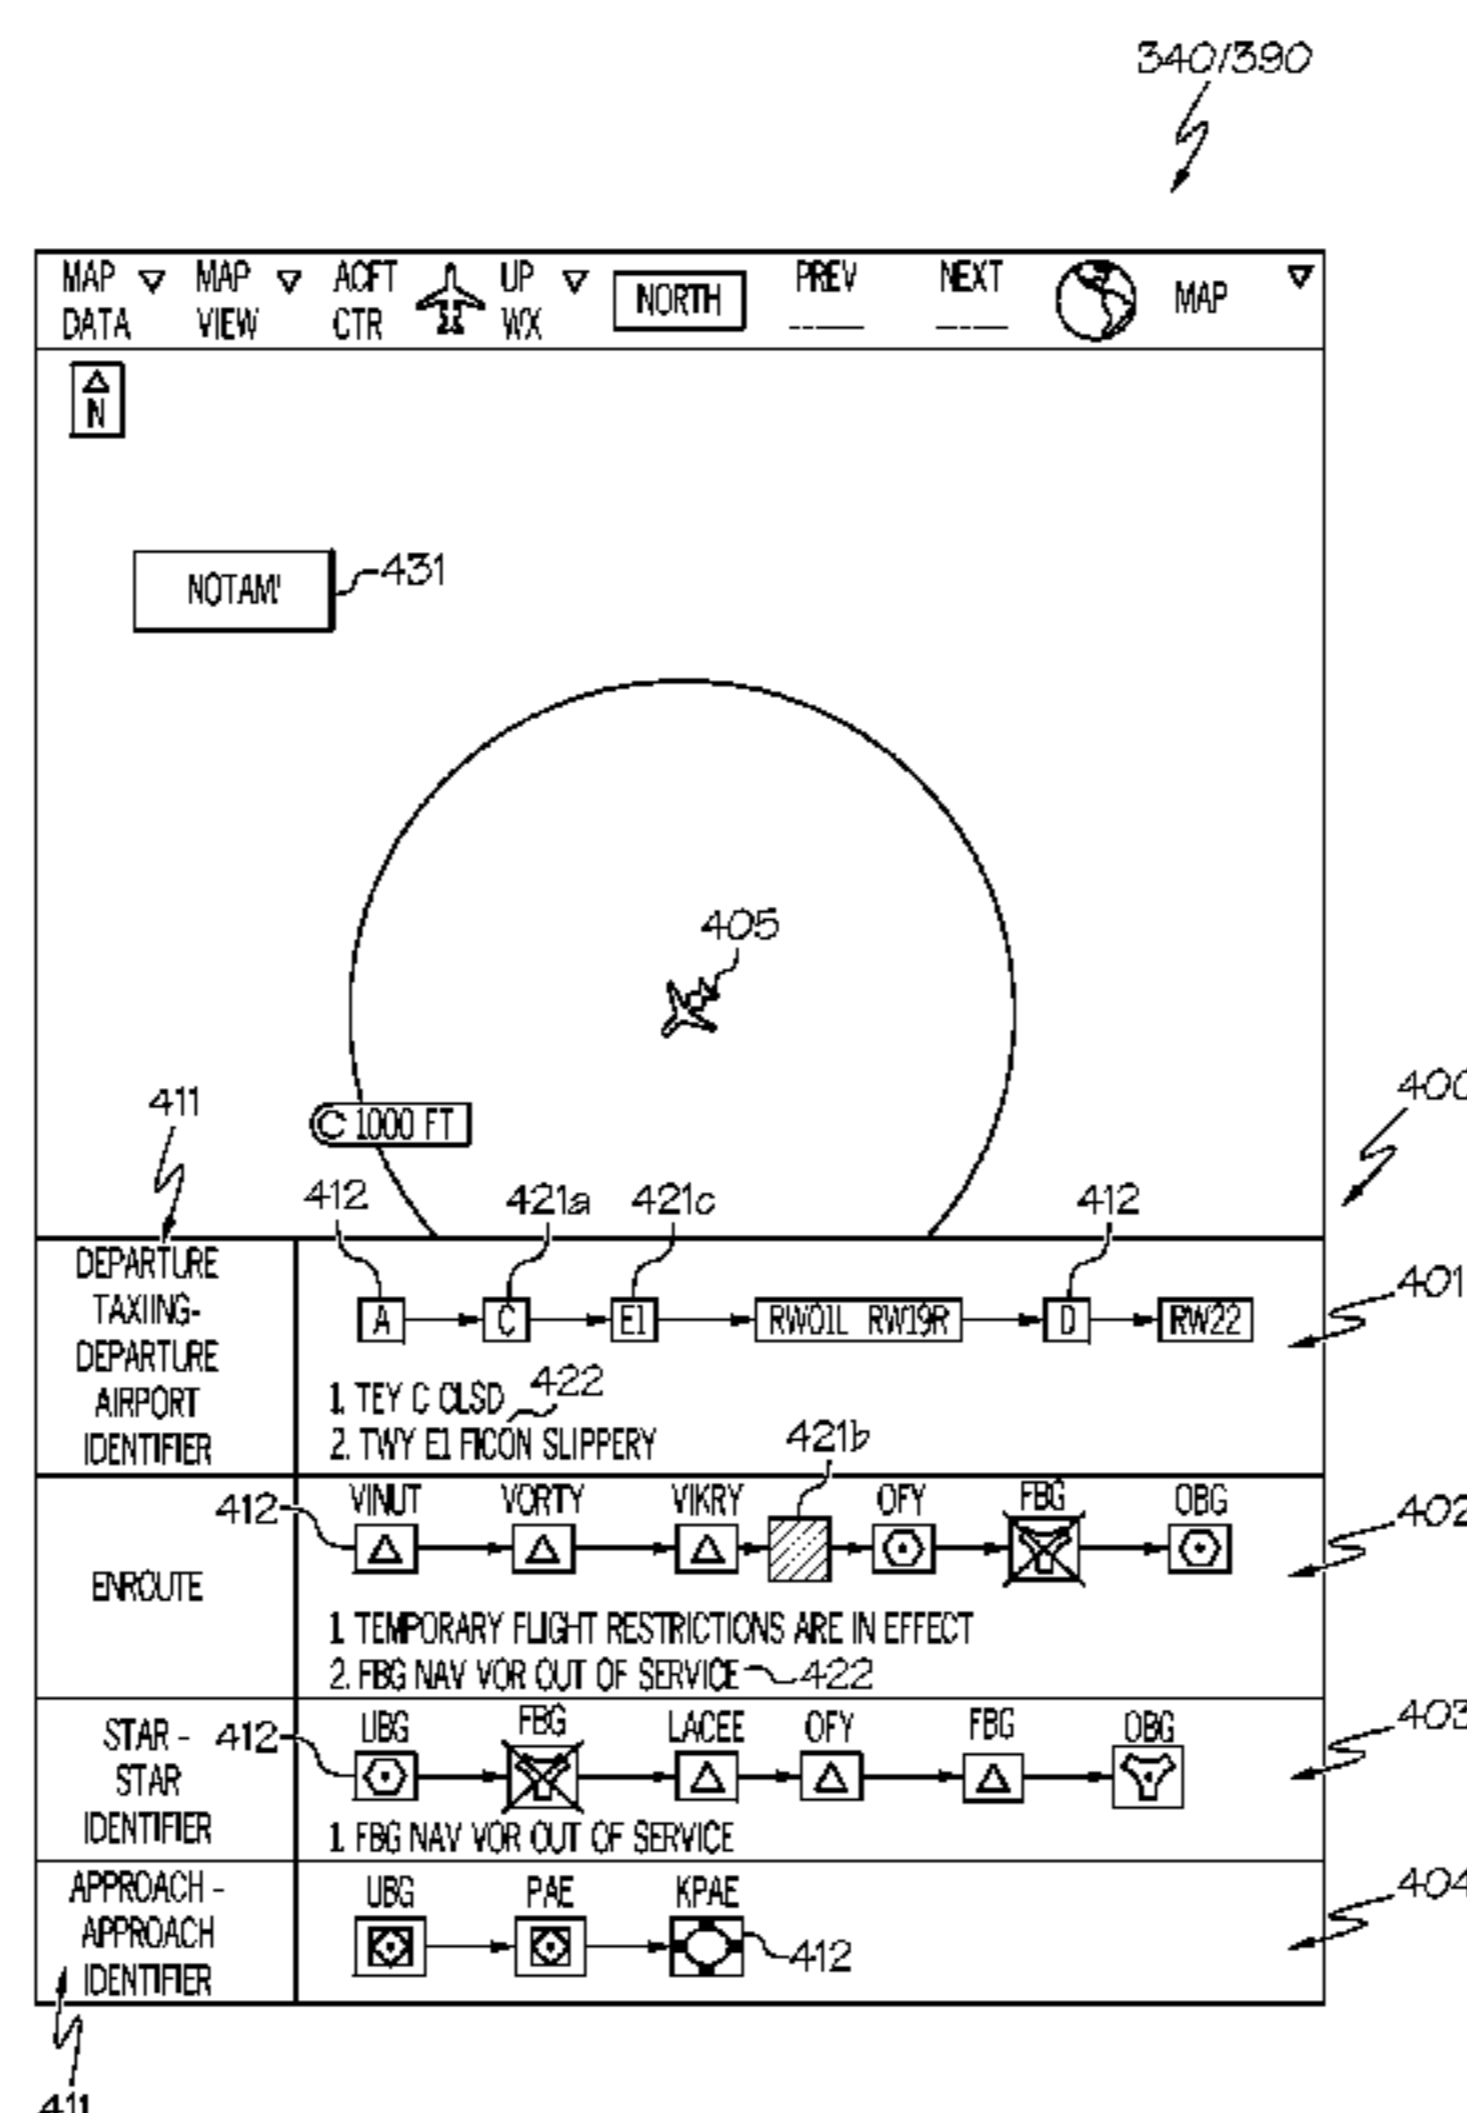 340/390
MAP DATA
MAP VIEW
ACFT CTR
UP WX
NORTH
PREV
NEXT
MAP
N
NOTAM'
431
405
411
C 1000 FT
400
412
421a
421c
412
401
DEPARTURE
TAXIING-
DEPARTURE
AIRPORT
IDENTIFIER
A
C
E1
RW01L RW19R
D
RW22
1. TEY C CLSD
422
2. TWY E1 FICON SLIPPERY
421b
402
ENROUTE
412
VINUT
VORTY
VIKRY
OFY
FBG
OBG
1. TEMPORARY FLIGHT RESTRICTIONS ARE IN EFFECT
2. FBG NAV VOR OUT OF SERVICE
422
403
STAR -
STAR
IDENTIFIER
412
UBG
FBG
LACEE
OFY
FBG
OBG
1. FBG NAV VOR OUT OF SERVICE
404
APPROACH -
APPROACH
IDENTIFIER
UBG
PAE
KPAE
412
411